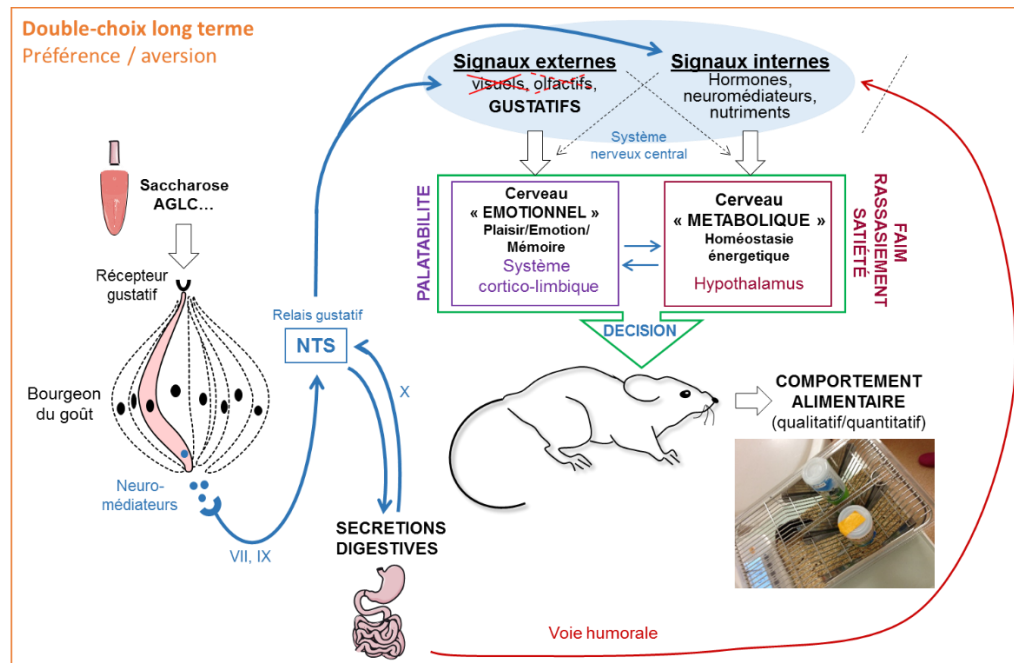 Double-choix long terme
Préférence / aversion
Signaux externes
visuels, olfactifs,
GUSTATIFS
Signaux internes
Hormones,
neuromédiateurs,
nutriments
Système
nerveux central
Saccharose
AGLC...
Récepteur
gustatif
Bourgeon
du goût
Neuro-
médiateurs
VII, IX
Relais gustatif
NTS
X
SECRETIONS
DIGESTIVES
PALATABILITE
Cerveau
« EMOTIONNEL »
Plaisir/Emotion/
Mémoire
Système
cortico-limbique
Cerveau
« METABOLIQUE »
Homéostasie
énergetique
Hypothalamus
FAIM
RASSASIEMENT
SATIÉTÉ
DECISION
COMPORTEMENT
ALIMENTAIRE
(qualitatif/quantitatif)
Voie humorale